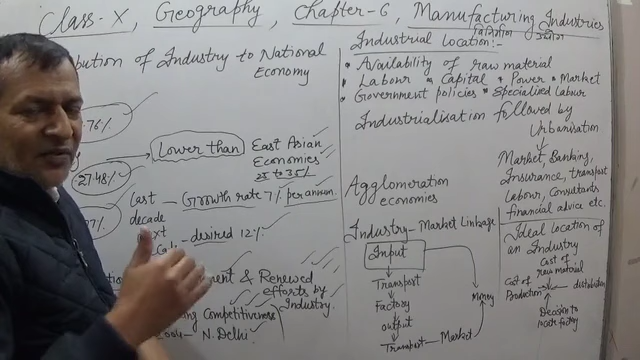 Class-X, Geography, Chapter-6, Manufacturing Industries
विनिर्माण उद्योग
bution of Industry to National
Economy
76%
27.48%
Lower than
East Asian
Economies
25 to 35%
7%
Last
decade
Growth rate 7% per annum
xt
desired 12%
ment & Renewed
efforts by
Industry
Competitiveness
N. Delhi
Industrial Location:-
• Availability of raw material
• Labour • Capital • Power • Market
• Government policies • Specialised Labour
Industrialisation followed by
Urbanisation
Market, Banking,
Insurance, transport
Labour, Consultants
financial advice etc.
Agglomeration
economies
Industry-Market Linkage
Input
Transport
Factory
output
Transport
Market
Money
Ideal Location of
an Industry
Cost of
raw material
Cost of
Production
distribution
Decision to
locate factory